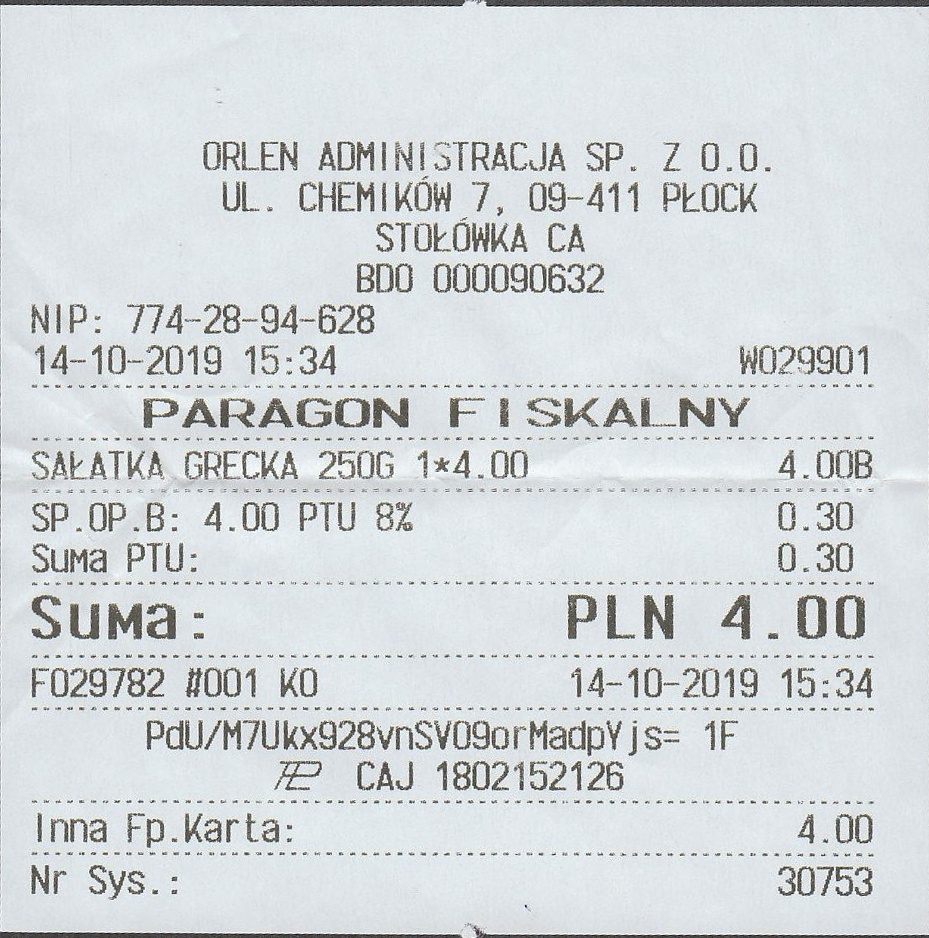 ORLEN ADMINISTRACJA SP. Z O.O.
UL. CHEMIKÓW 7, 09-411 PŁOCK
STOŁÓWKA CA
BDO 000090632
NIP: 774-28-94-628
14-10-2019 15:34 W029901
PARAGON FISKALNY
SAŁATKA GRECKA 250G 1*4.00 4.00B
SP.OP.B: 4.00 PTU 8% 0.30
Suma PTU: 0.30
Suma: PLN 4.00
F029782 #001 KO 14-10-2019 15:34
PdU/M7Ukx928vnSV09orMadpYjs= 1F
CAJ 1802152126
Inna Fp.Karta: 4.00
Nr Sys.: 30753